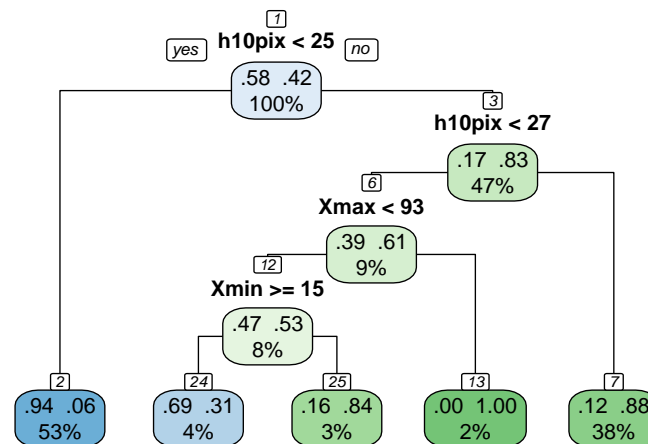 1
yes h10pix < 25 no
.58 .42
100%
3
h10pix < 27
.17 .83
47%
6
Xmax < 93
.39 .61
9%
12
Xmin >= 15
.47 .53
8%
2 24 25 13 7
.94 .06 .69 .31 .16 .84 .00 1.00 .12 .88
53% 4% 3% 2% 38%